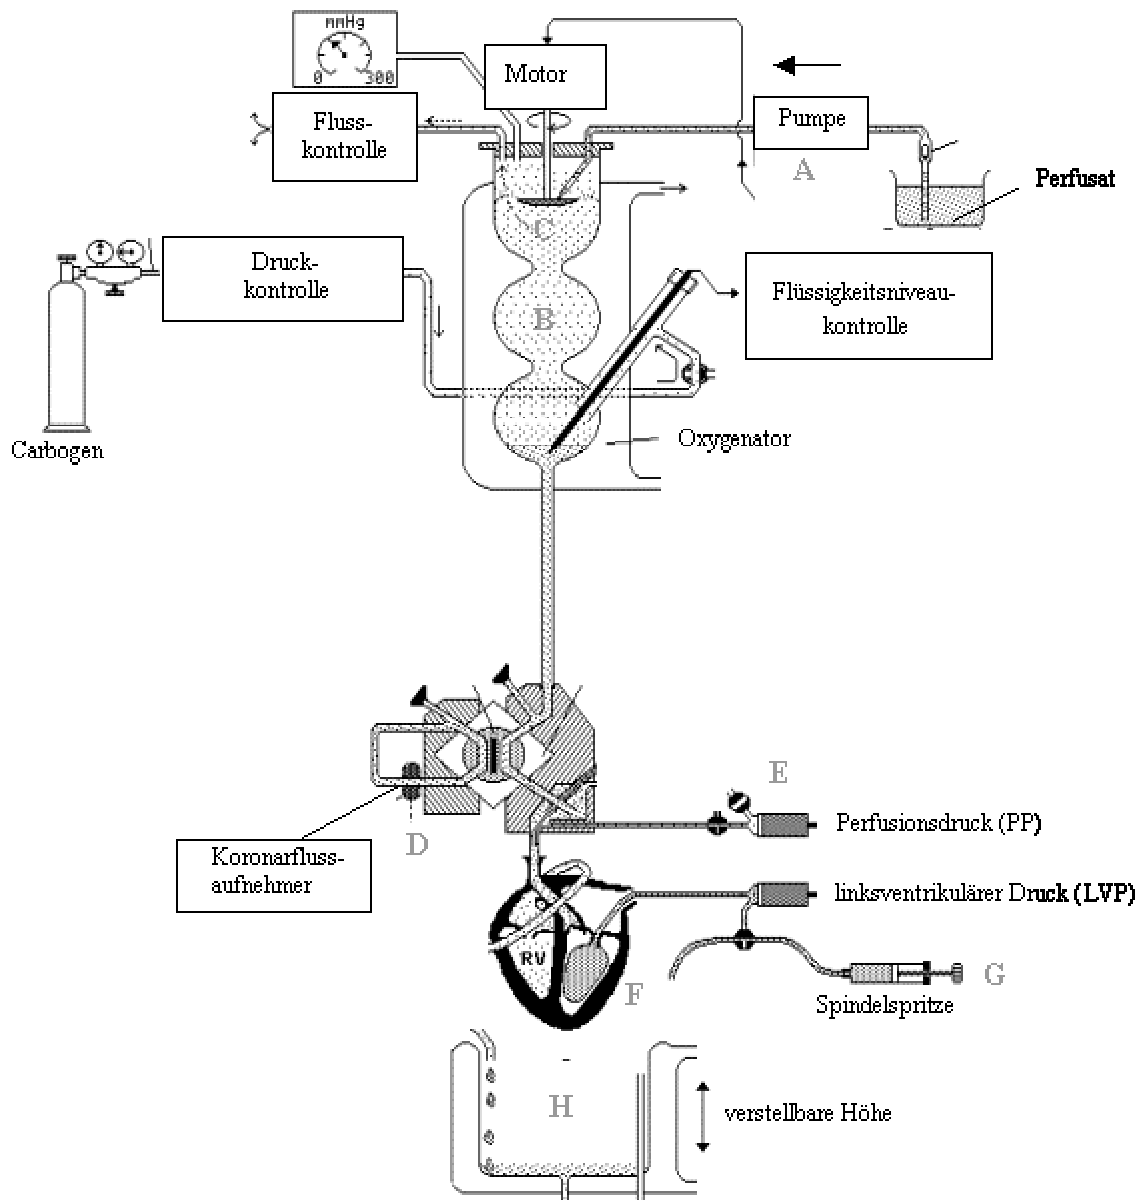 mmHg
0 300
Motor
Fluss-
kontrolle
Pumpe
A
Perfusat
C
Druck-
kontrolle
B
Flüssigkeitsniveau-
kontrolle
Carbogen
Oxygenator
E
D
Perfusionsdruck (PP)
Koronarfluss-
aufnehmer
linksventrikulärer Druck (LVP)
RV
F
G
Spindelspritze
H
verstellbare Höhe